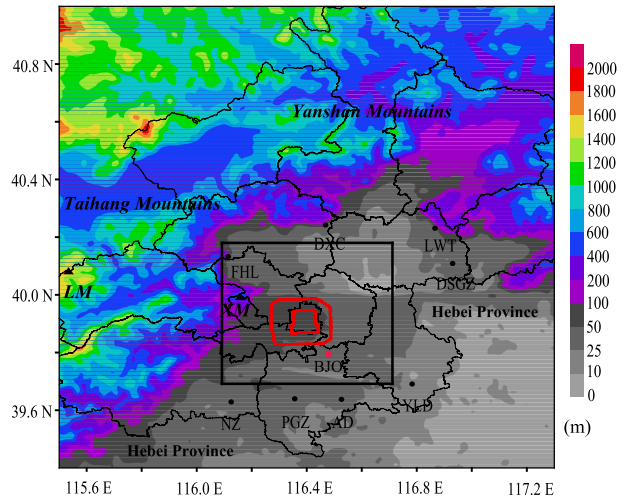 40.8 N
40.4 N
40.0 N
39.6 N
Yanshan Mountains
Taihang Mountains
DXC
LWT
FHL
DSGZ
LM
XM
Hebei Province
BJO
YLD
NZ
PGZ
AD
Hebei Province
115.6 E
116.0 E
116.4 E
116.8 E
117.2 E
2000
1800
1600
1400
1200
1000
800
600
400
200
100
50
25
10
0
(m)